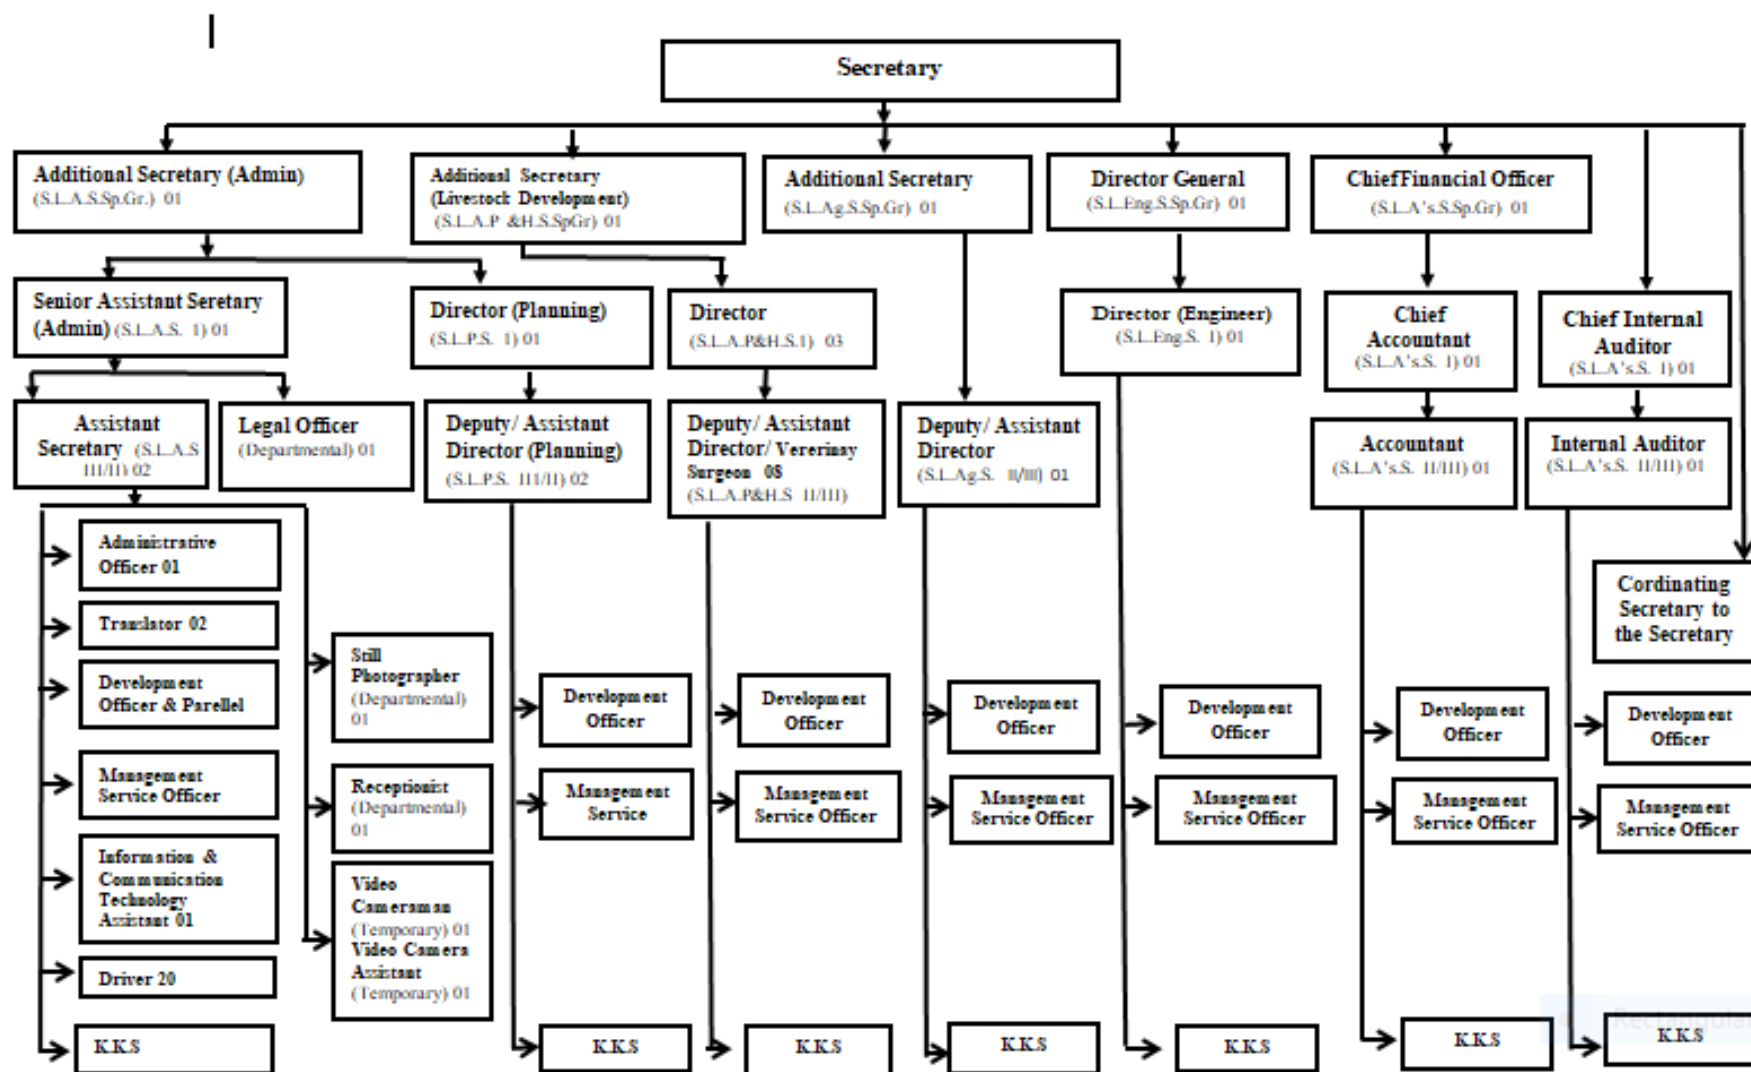 Secretary
Additional Secretary (Admin)
(S.L.A.S.Sp.Gr.) 01
Additional Secretary
(Livestock Development)
(S.L.A.P &H.S.SpGr) 01
Additional Secretary
(S.L.Ag.S.Sp.Gr) 01
Director General
(S.L.Eng.S.Sp.Gr) 01
ChiefFinancial Officer
(S.L.A's.S.Sp.Gr) 01
Senior Assistant Seretary
(Admin) (S.L.A.S. 1) 01
Director (Planning)
(S.L.P.S. 1) 01
Director
(S.L.A.P&H.S.1) 03
Director (Engineer)
(S.L.Eng.S. I) 01
Chief
Accountant
(S.L.A's.S. I) 01
Chief Internal
Auditor
(S.L.A's.S. I) 01
Assistant
Secretary (S.L.A.S
III/II) 02
Legal Officer
(Departmental) 01
Deputy/ Assistant
Director (Planning)
(S.L.P.S. III/II) 02
Deputy/ Assistant
Director/ Vererinay
Surgeon 08
(S.L.A.P&H.S II/III)
Deputy/ Assistant
Director
(S.L.Ag.S. II/III) 01
Accountant
(S.L.A's.S. II/III) 01
Internal Auditor
(S.L.A's.S. II/III) 01
Administrative
Officer 01
Translator 02
Development
Officer & Parellel
Management
Service Officer
Information &
Communication
Technology
Assistant 01
Driver 20
K.K.S
Still
Photographer
(Departmental)
01
Receptionist
(Departmental)
01
Video
Cameraman
(Temporary) 01
Video Camera
Assistant
(Temporary) 01
Development
Officer
Management
Service
K.K.S
Development
Officer
Management
Service Officer
K.K.S
Development
Officer
Management
Service Officer
K.K.S
Development
Officer
Management
Service Officer
K.K.S
Development
Officer
Management
Service Officer
K.K.S
Cordinating
Secretary to
the Secretary
Development
Officer
Management
Service Officer
K.K.S
Rectangular